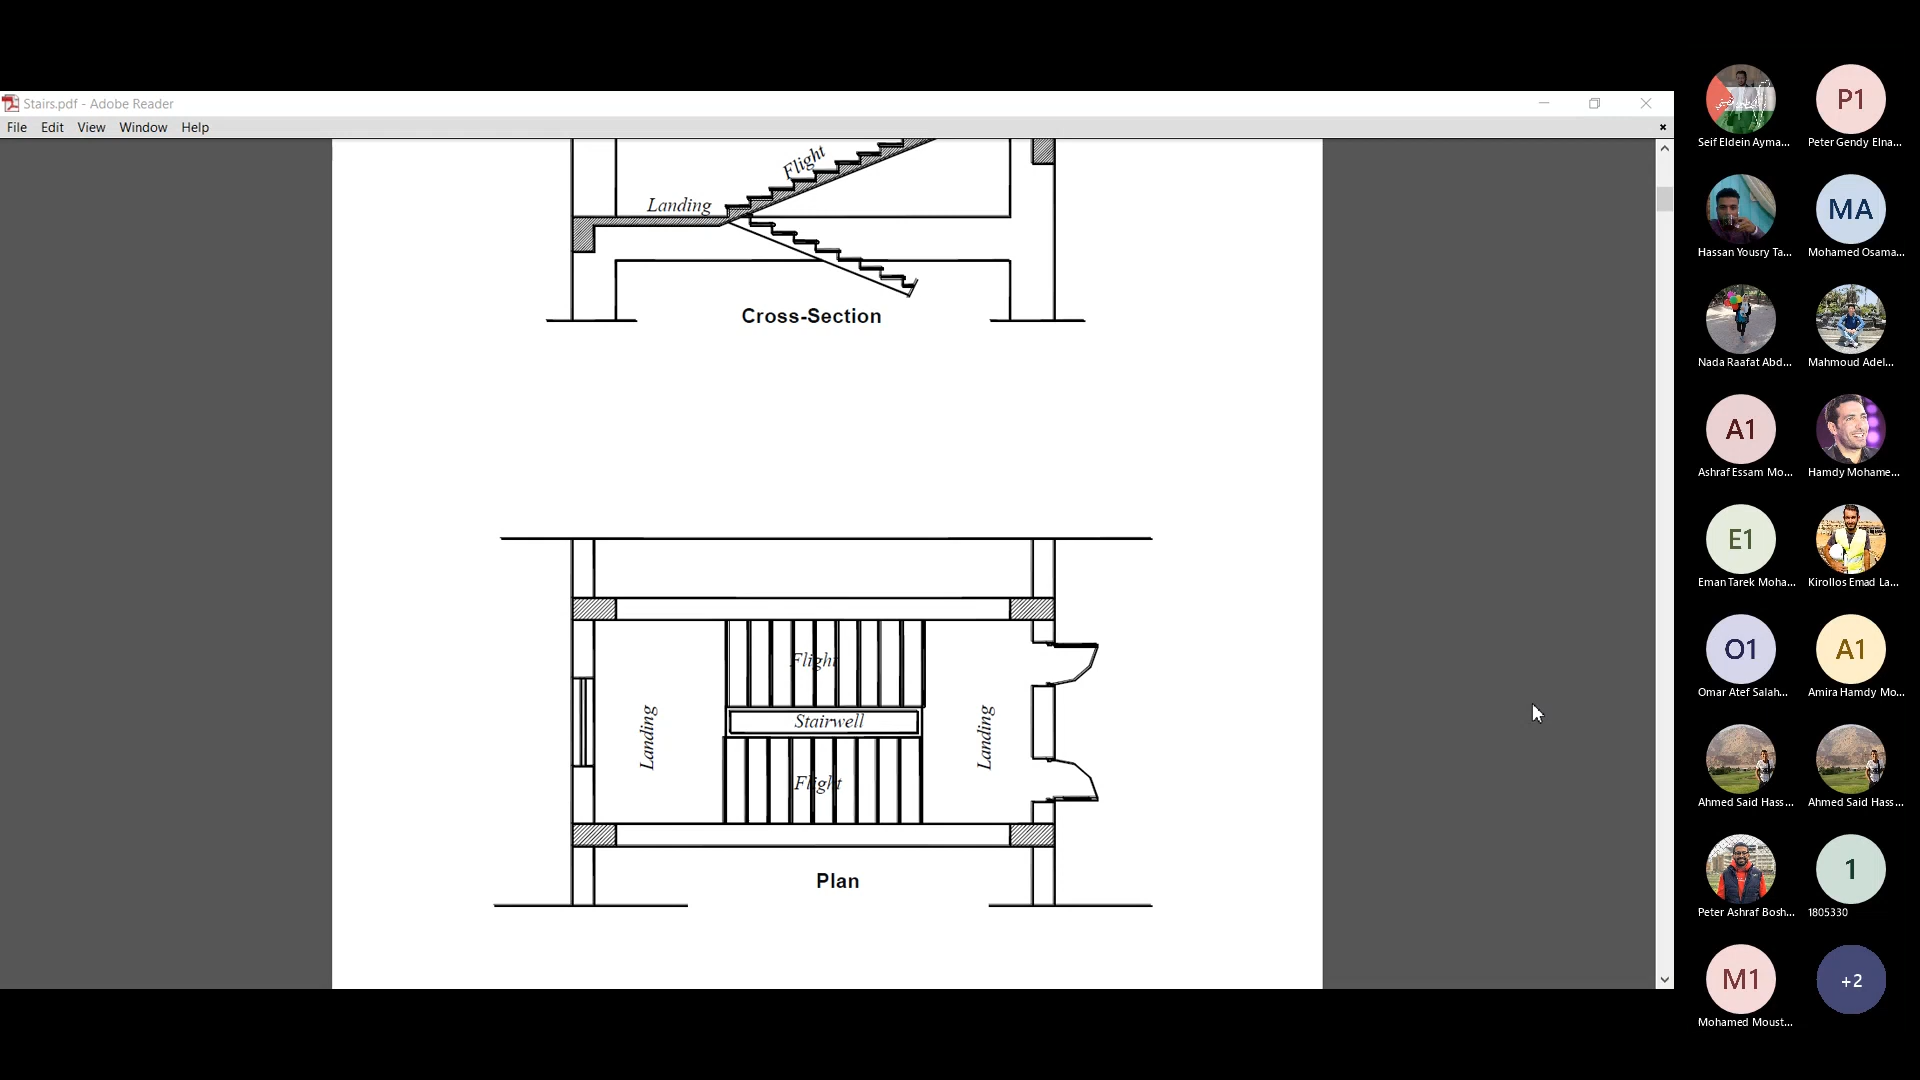 Stairs.pdf - Adobe Reader
File Edit View Window Help
Flight
Landing
Cross-Section
Flight
Stairwell
Landing
Landing
Flight
Plan
P1
Seif Eldein Ayma...
Peter Gendy Elna...
MA
Hassan Yousry Ta...
Mohamed Osama...
Nada Raafat Abd...
Mahmoud Adel...
A1
Ashraf Essam Mo...
Hamdy Mohame...
E1
Eman Tarek Moha...
Kirollos Emad La...
O1
A1
Omar Atef Salah...
Amira Hamdy Mo...
Ahmed Said Hass...
Ahmed Said Hass...
1
Peter Ashraf Bosh...
1805330
M1
+2
Mohamed Moust...